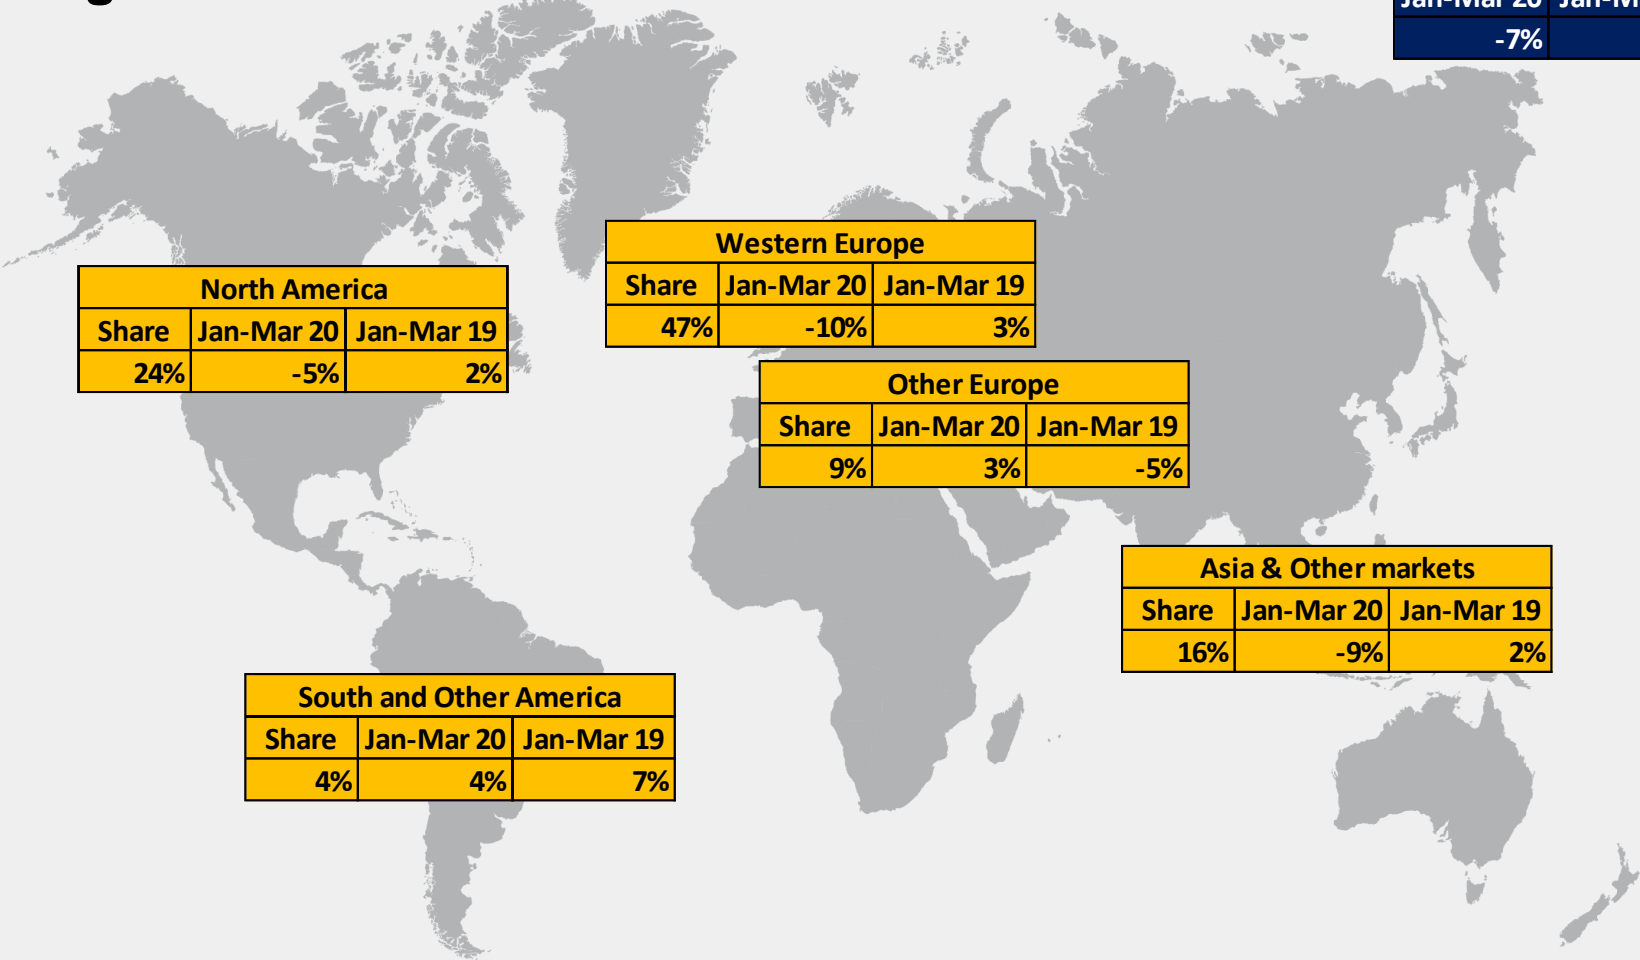 Jan-Mar 20
-7%
Western Europe
Share Jan-Mar 20 Jan-Mar 19
47% -10% 3%
North America
Share Jan-Mar 20 Jan-Mar 19
24% -5% 2%
Other Europe
Share Jan-Mar 20 Jan-Mar 19
9% 3% -5%
Asia & Other markets
Share Jan-Mar 20 Jan-Mar 19
16% -9% 2%
South and Other America
Share Jan-Mar 20 Jan-Mar 19
4% 4% 7%